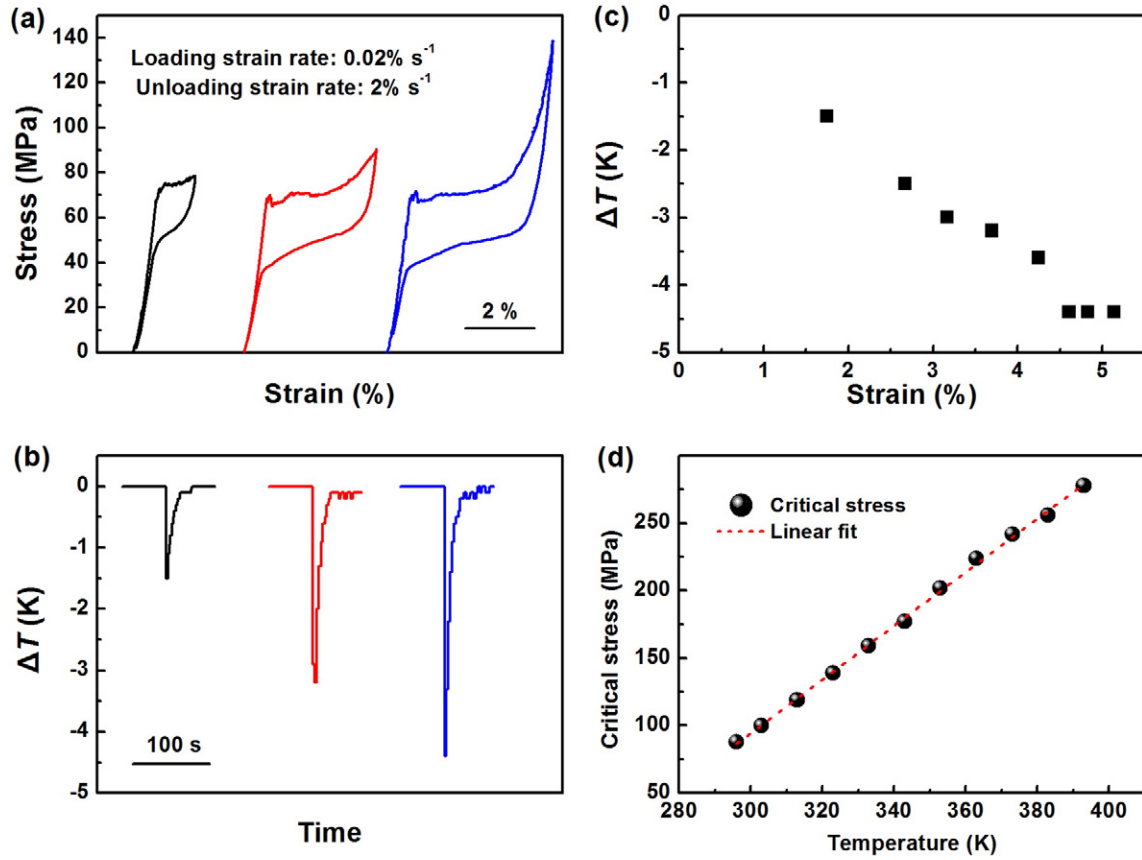 (a)
140
120
100
80
60
40
20
0
Stress (MPa)
Loading strain rate: 0.02% s⁻¹
Unloading strain rate: 2% s⁻¹
2 %
Strain (%)
(c)
0
-1
-2
-3
-4
-5
ΔT (K)
0 1 2 3 4 5
Strain (%)
(b)
0
-1
-2
-3
-4
-5
ΔT (K)
100 s
Time
(d)
250
200
150
100
50
Critical stress (MPa)
Critical stress
Linear fit
280 300 320 340 360 380 400
Temperature (K)